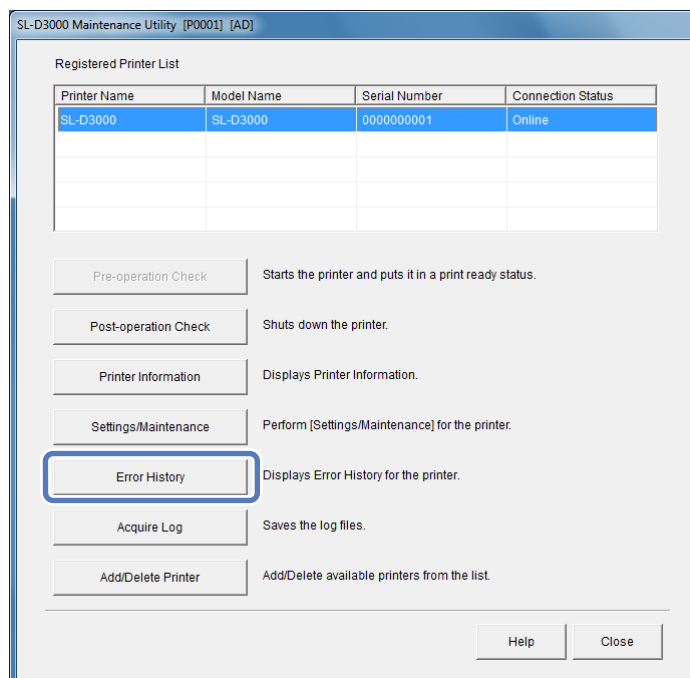 SL-D3000 Maintenance Utility [P0001] [AD]
Registered Printer List
Printer Name Model Name Serial Number Connection Status
SL-D3000 SL-D3000 0000000001 Online
Pre-operation Check Starts the printer and puts it in a print ready status.
Post-operation Check Shuts down the printer.
Printer Information Displays Printer Information.
Settings/Maintenance Perform [Settings/Maintenance] for the printer.
Error History Displays Error History for the printer.
Acquire Log Saves the log files.
Add/Delete Printer Add/Delete available printers from the list.
Help Close